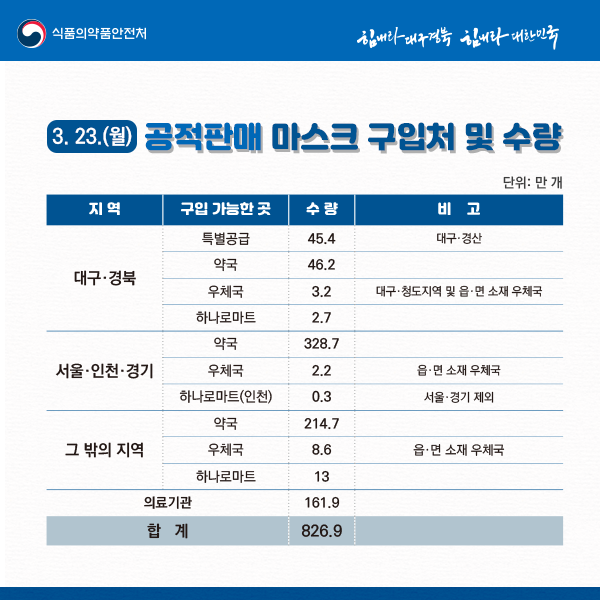 식품의약품안전처
힘내라 대구경북 힘내라 대한민국
3. 23.(월) 공적판매 마스크 구입처 및 수량
단위: 만 개
지 역 구입 가능한 곳 수 량 비 고
대구·경북
특별공급 45.4 대구·경산
약국 46.2
우체국 3.2 대구·청도지역 및 읍·면 소재 우체국
하나로마트 2.7
서울·인천·경기
약국 328.7
우체국 2.2 읍·면 소재 우체국
하나로마트(인천) 0.3 서울·경기 제외
그 밖의 지역
약국 214.7
우체국 8.6 읍·면 소재 우체국
하나로마트 13
의료기관 161.9
합 계 826.9